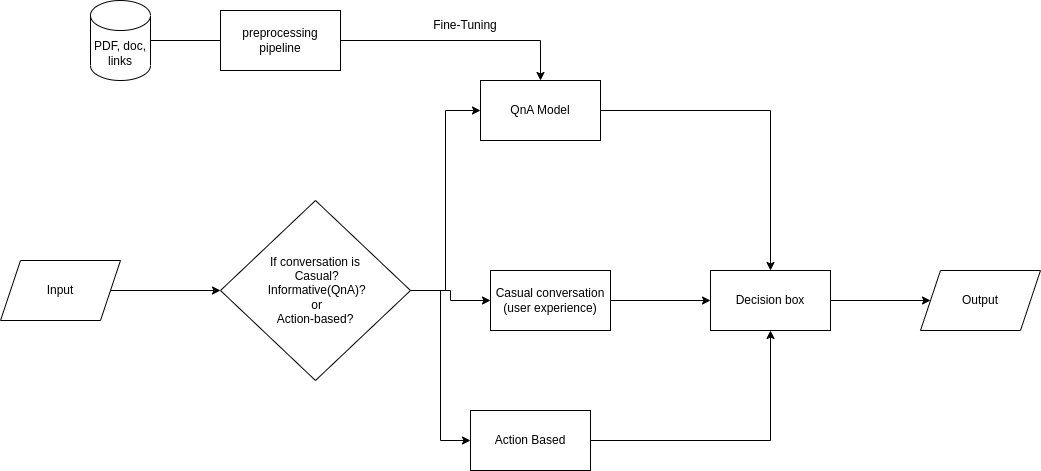 PDF, doc,
links
preprocessing
pipeline
Fine-Tuning
QnA Model
Input
If conversation is
Casual?
Informative(QnA)?
or
Action-based?
Casual conversation
(user experience)
Decision box
Output
Action Based